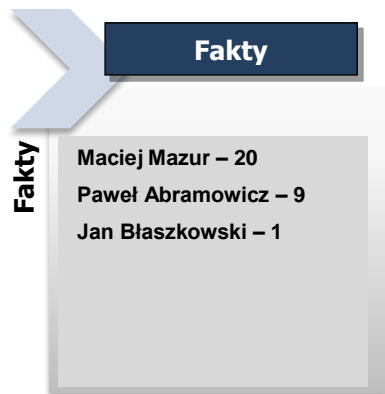 Fakty
Fakty
Maciej Mazur – 20
Paweł Abramowicz – 9
Jan Błaszkowski – 1